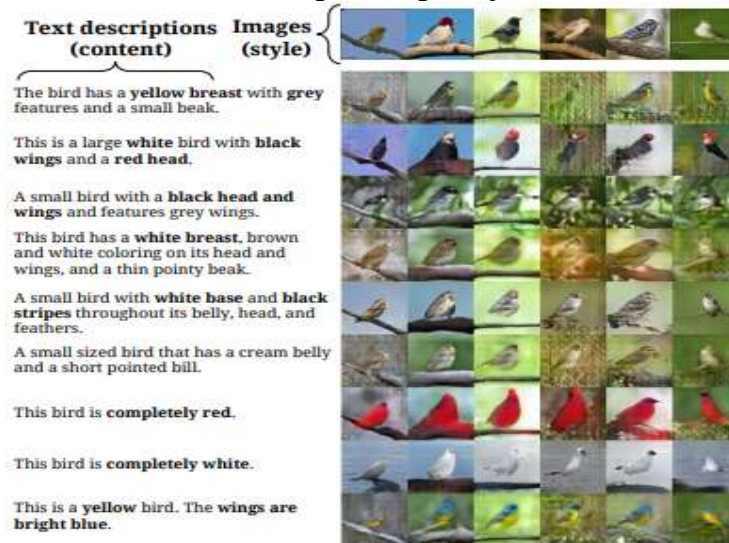 Text descriptions (content)
Images (style)
The bird has a yellow breast with grey
features and a small beak.
This is a large white bird with black
wings and a red head.
A small bird with a black head and
wings and features grey wings.
This bird has a white breast, brown
and white coloring on its head and
wings, and a thin pointy beak.
A small bird with white base and black
stripes throughout its belly, head, and
feathers.
A small sized bird that has a cream belly
and a short pointed bill.
This bird is completely red.
This bird is completely white.
This is a yellow bird. The wings are
bright blue.